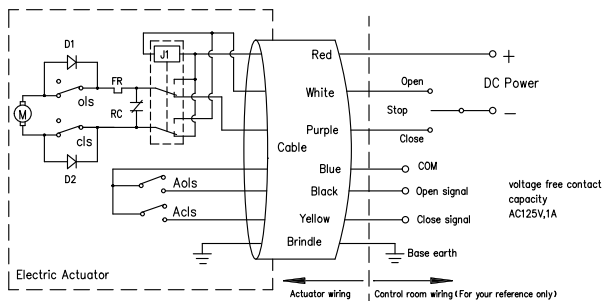 D1
J1
FR
ols
RC
M
cls
D2
Aols
Acls
Electric Actuator
Cable
Red
White
Purple
Blue
Black
Yellow
Brindle
Open
Stop
Close
+
DC Power
−
COM
Open signal
Close signal
Base earth
voltage free contact
capacity
AC125V,1A
Actuator wiring
Control room wiring(For your reference only)